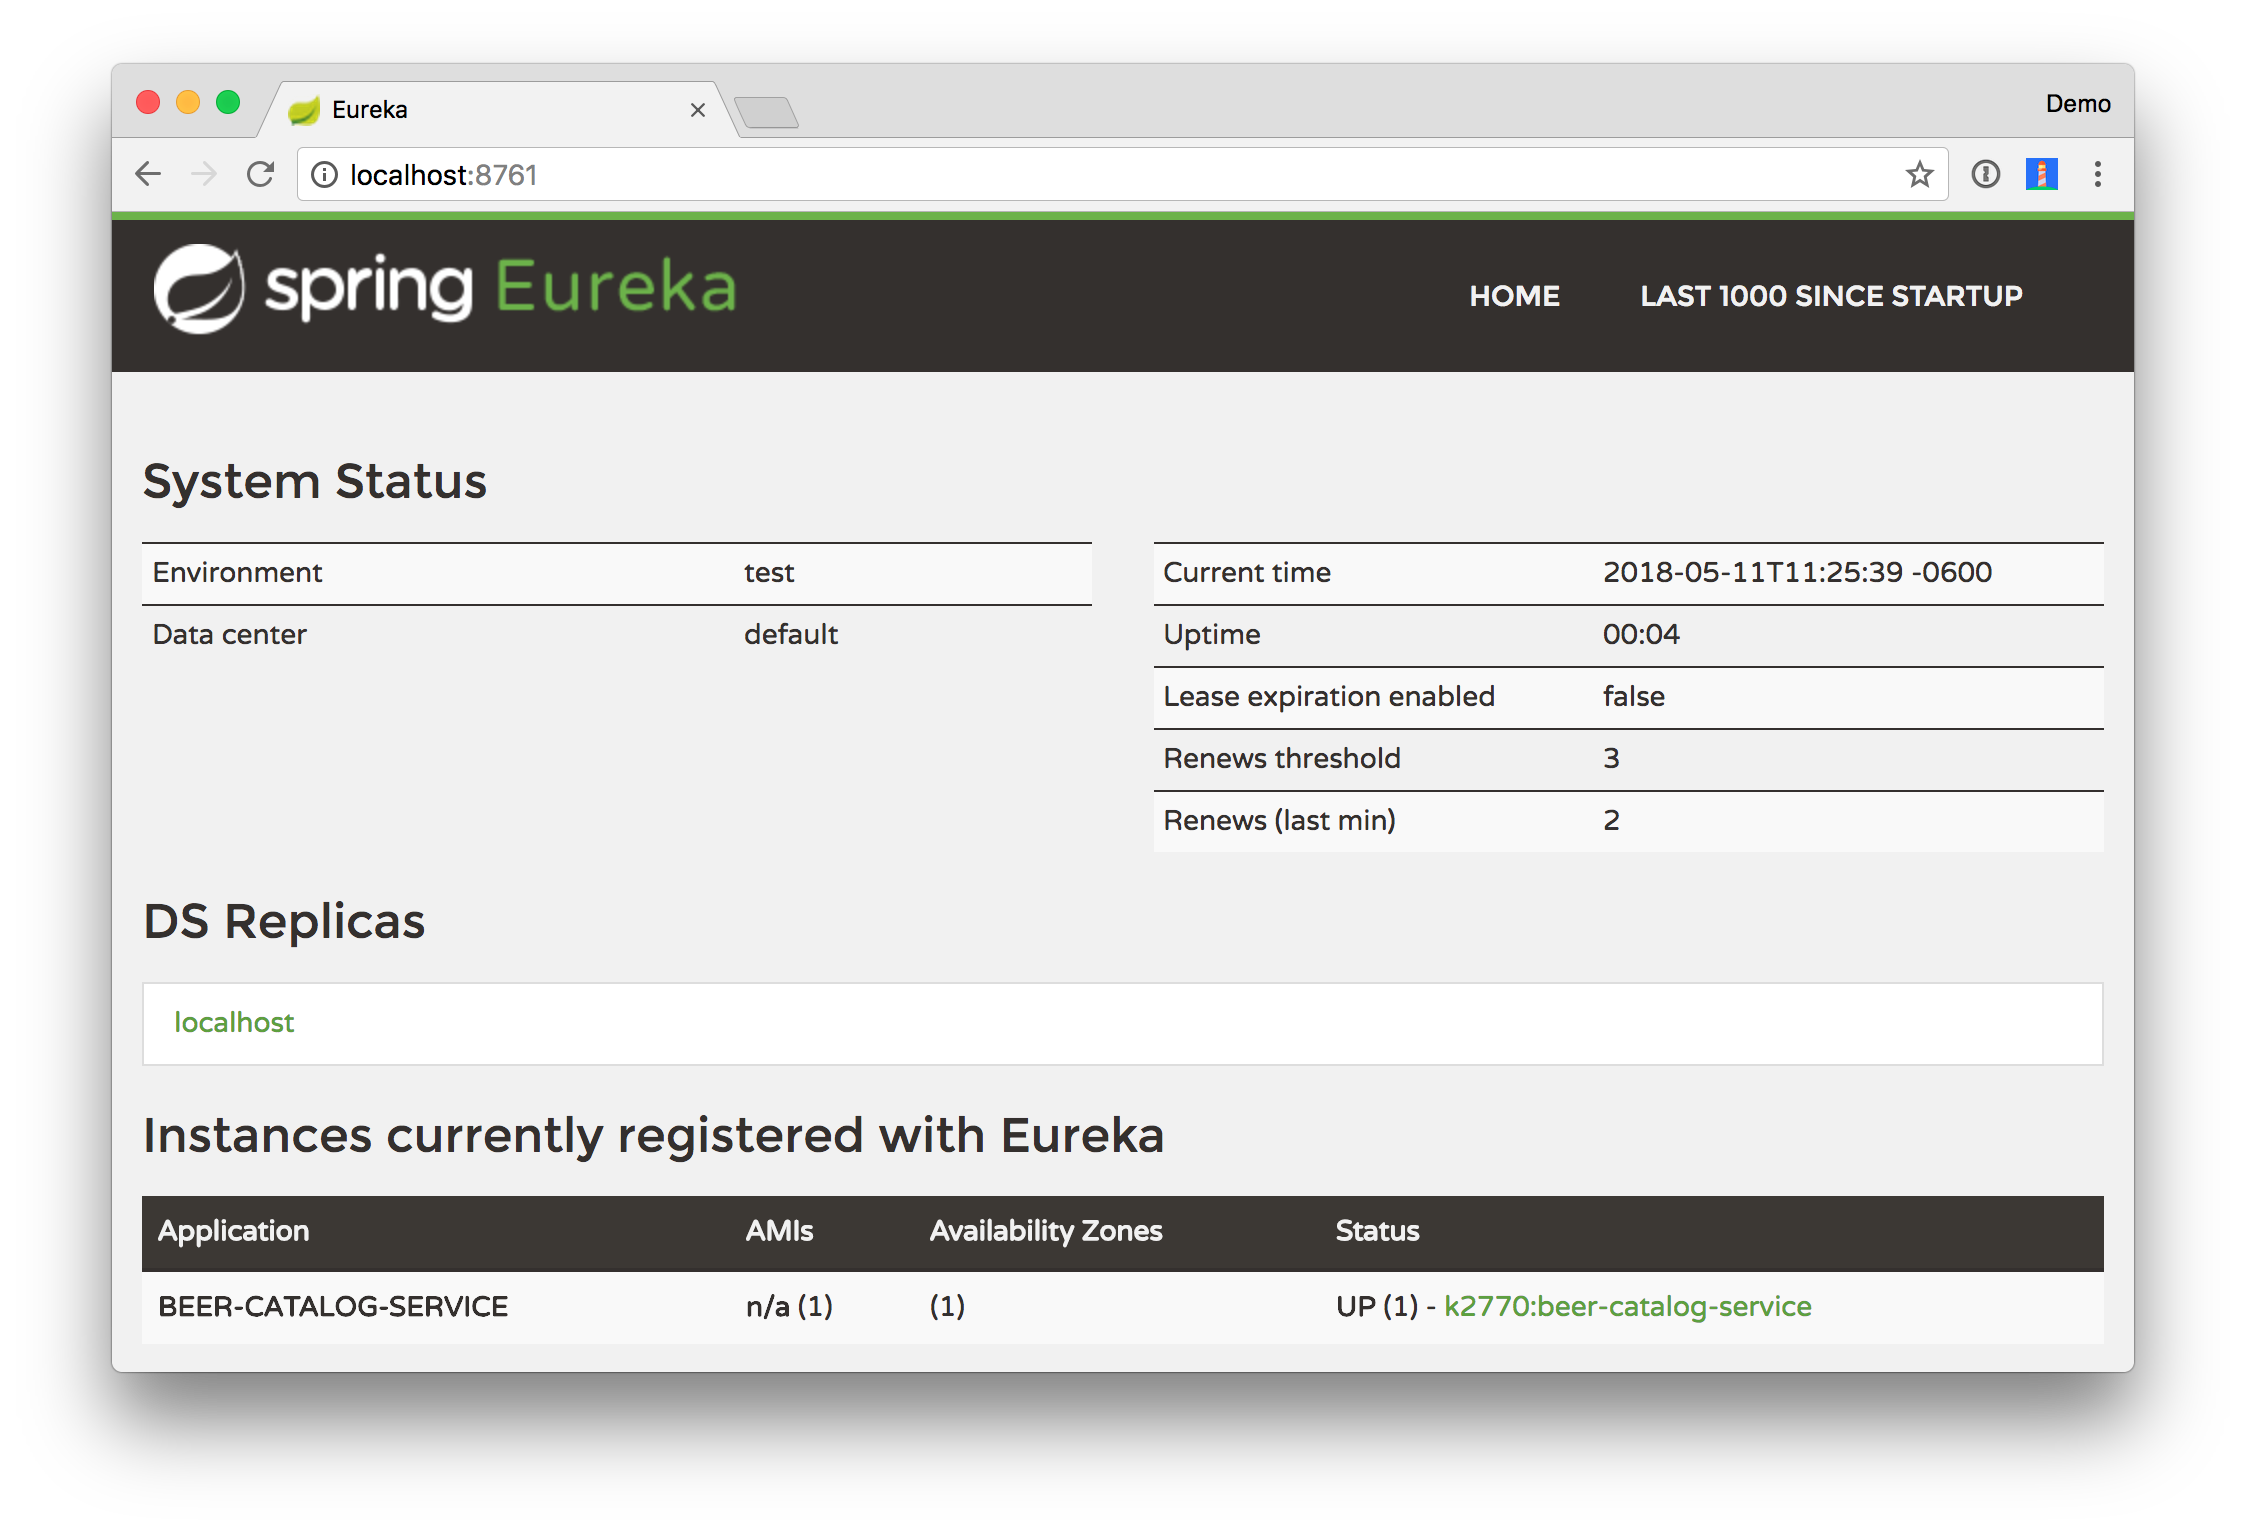 Eureka
Demo
localhost:8761
spring Eureka
HOME LAST 1000 SINCE STARTUP
System Status
Environment test
Data center default
Current time 2018-05-11T11:25:39 -0600
Uptime 00:04
Lease expiration enabled false
Renews threshold 3
Renews (last min) 2
DS Replicas
localhost
Instances currently registered with Eureka
Application AMIs Availability Zones Status
BEER-CATALOG-SERVICE n/a (1) (1) UP (1) - k2770:beer-catalog-service